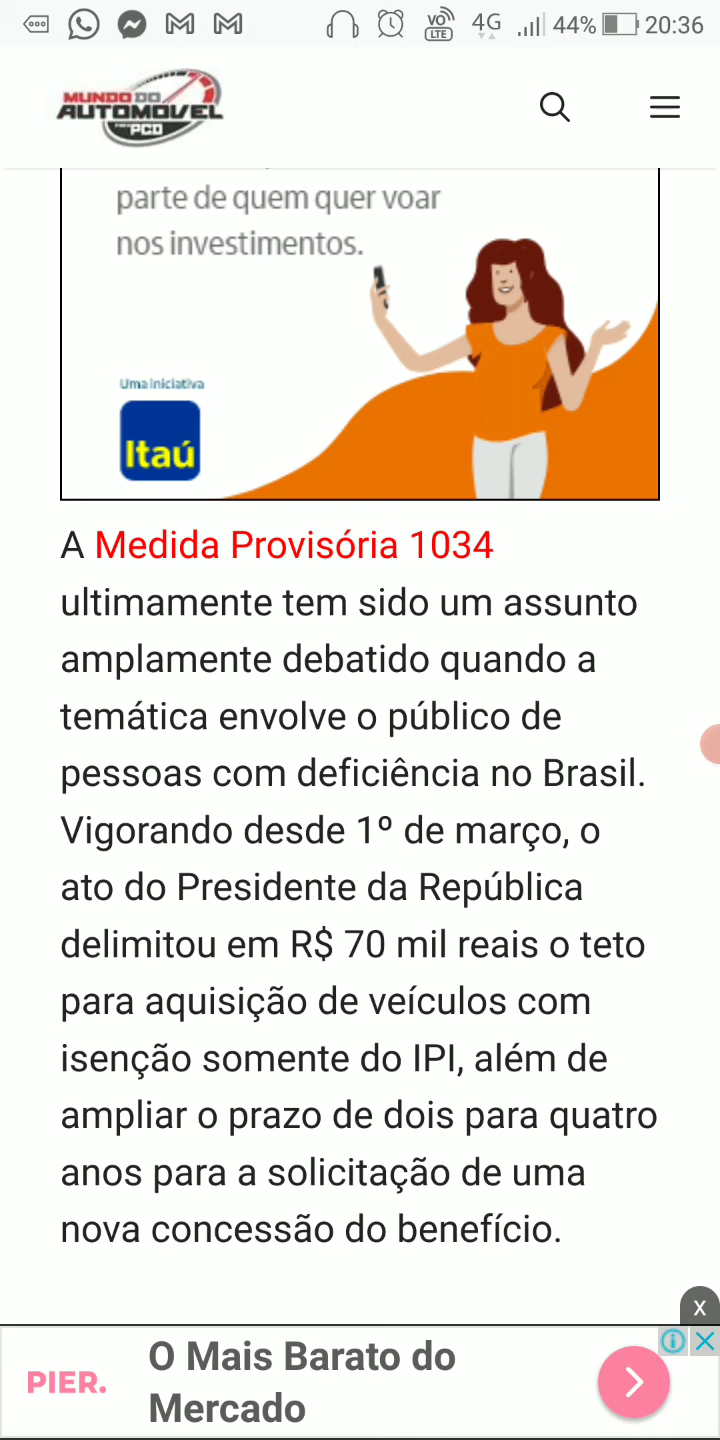 VO LTE 4G 44% 20:36
MUNDO DO
AUTOMOVEL
PCD
parte de quem quer voar
nos investimentos.
Uma iniciativa
Itaú
A Medida Provisória 1034
ultimamente tem sido um assunto
amplamente debatido quando a
temática envolve o público de
pessoas com deficiência no Brasil.
Vigorando desde 1º de março, o
ato do Presidente da República
delimitou em R$ 70 mil reais o teto
para aquisição de veículos com
isenção somente do IPI, além de
ampliar o prazo de dois para quatro
anos para a solicitação de uma
nova concessão do benefício.
X
PIER.
O Mais Barato do
Mercado